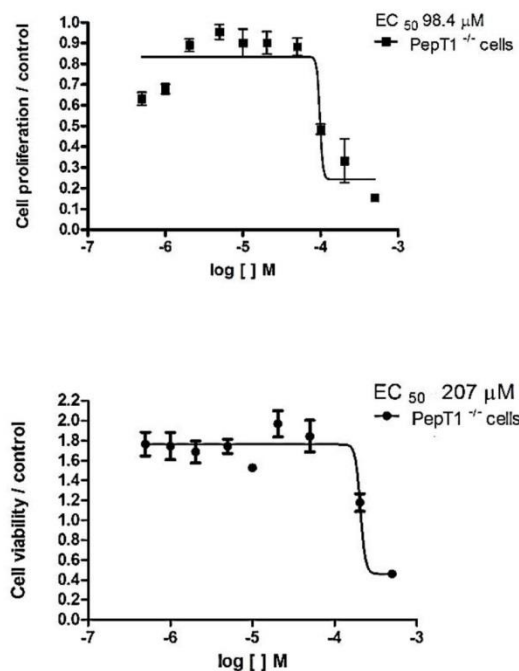 EC 50 98.4 µM
PepT1 -/- cells
Cell proliferation / control
1.0
0.9
0.8
0.7
0.6
0.5
0.4
0.3
0.2
0.1
0.0
-7 -6 -5 -4 -3
log [ ] M
EC 50 207 µM
PepT1 -/- cells
Cell viability / control
2.2
2.0
1.8
1.6
1.4
1.2
1.0
0.8
0.6
0.4
0.2
0.0
-7 -6 -5 -4 -3
log [ ] M